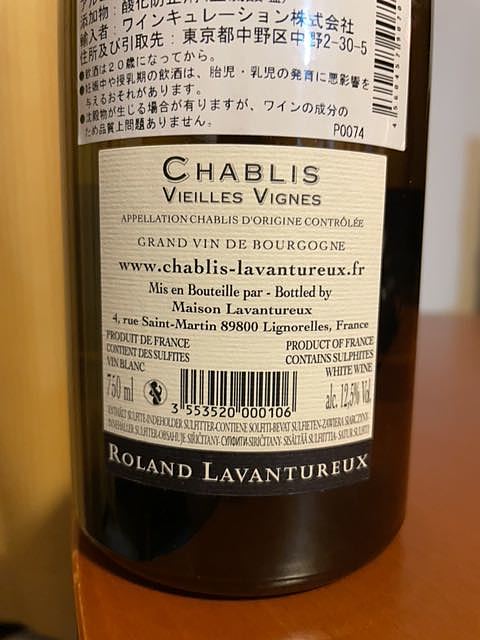 添加物：酸化防止剤
輸入者：ワインキュレーション株式会社
住所及び引取先：東京都中野区中野2-30-5
●飲酒は20歳になってから。
●妊娠中や授乳期の飲酒は、胎児・乳児の発育に悪影響を
与えるおそれがあります。
●沈殿物が生じる場合が有りますが、ワインの成分の
ため品質上問題ありません。
P0074
CHABLIS
VIEILLES VIGNES
APPELLATION CHABLIS D'ORIGINE CONTRÔLÉE
GRAND VIN DE BOURGOGNE
www.chablis-lavantureux.fr
Mis en Bouteille par - Bottled by
Maison Lavantureux
4, rue Saint-Martin 89800 Lignorelles, France
PRODUIT DE FRANCE PRODUCT OF FRANCE
CONTIENT DES SULFITES CONTAINS SULPHITES
VIN BLANC WHITE WINE
750 ml alc. 12,5% Vol.
3 553520 000106
ROLAND LAVANTUREUX